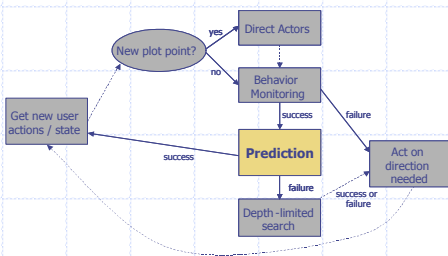 yes
Direct Actors
New plot point?
no
Behavior
Monitoring
Get new user
actions / state
success
failure
Prediction
success
Act on
direction
needed
failure
success or
failure
Depth-limited
search